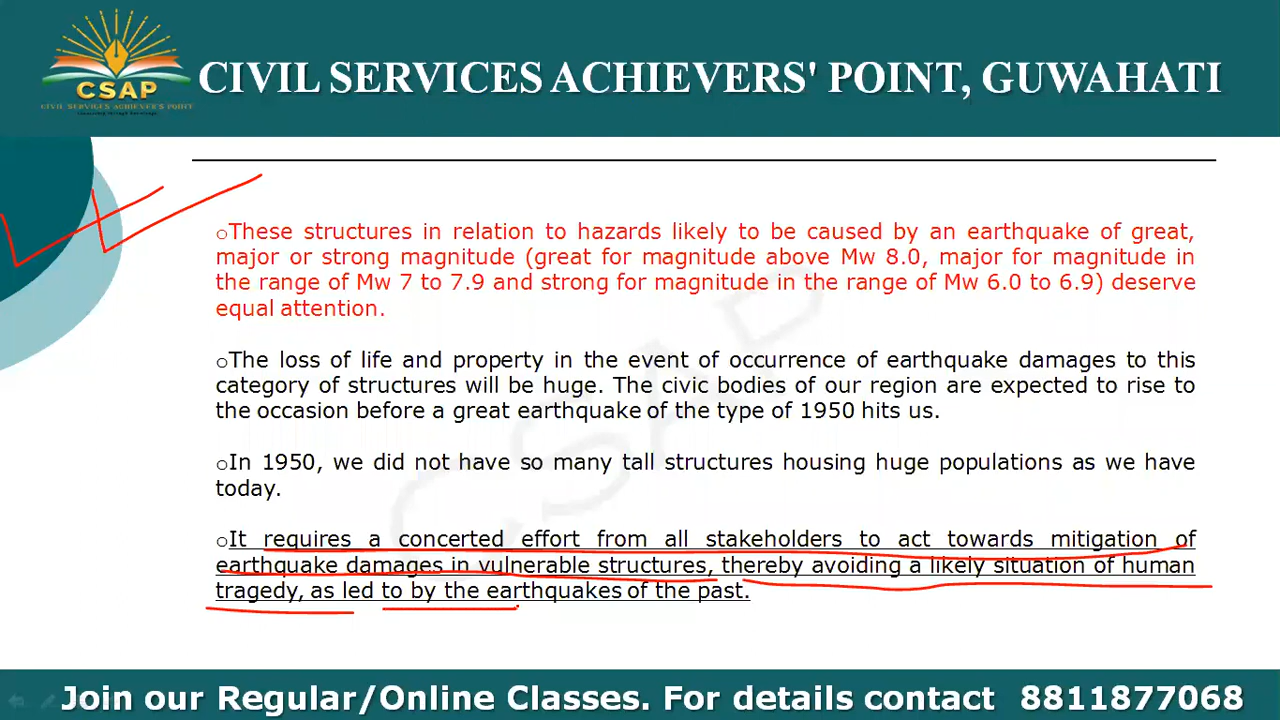 CSAP
CIVIL SERVICES ACHIEVER'S POINT
CIVIL SERVICES ACHIEVERS' POINT, GUWAHATI
oThese structures in relation to hazards likely to be caused by an earthquake of great,
major or strong magnitude (great for magnitude above Mw 8.0, major for magnitude in
the range of Mw 7 to 7.9 and strong for magnitude in the range of Mw 6.0 to 6.9) deserve
equal attention.
oThe loss of life and property in the event of occurrence of earthquake damages to this
category of structures will be huge. The civic bodies of our region are expected to rise to
the occasion before a great earthquake of the type of 1950 hits us.
oIn 1950, we did not have so many tall structures housing huge populations as we have
today.
oIt requires a concerted effort from all stakeholders to act towards mitigation of
earthquake damages in vulnerable structures, thereby avoiding a likely situation of human
tragedy, as led to by the earthquakes of the past.
CSAP
Join our Regular/Online Classes. For details contact 8811877068